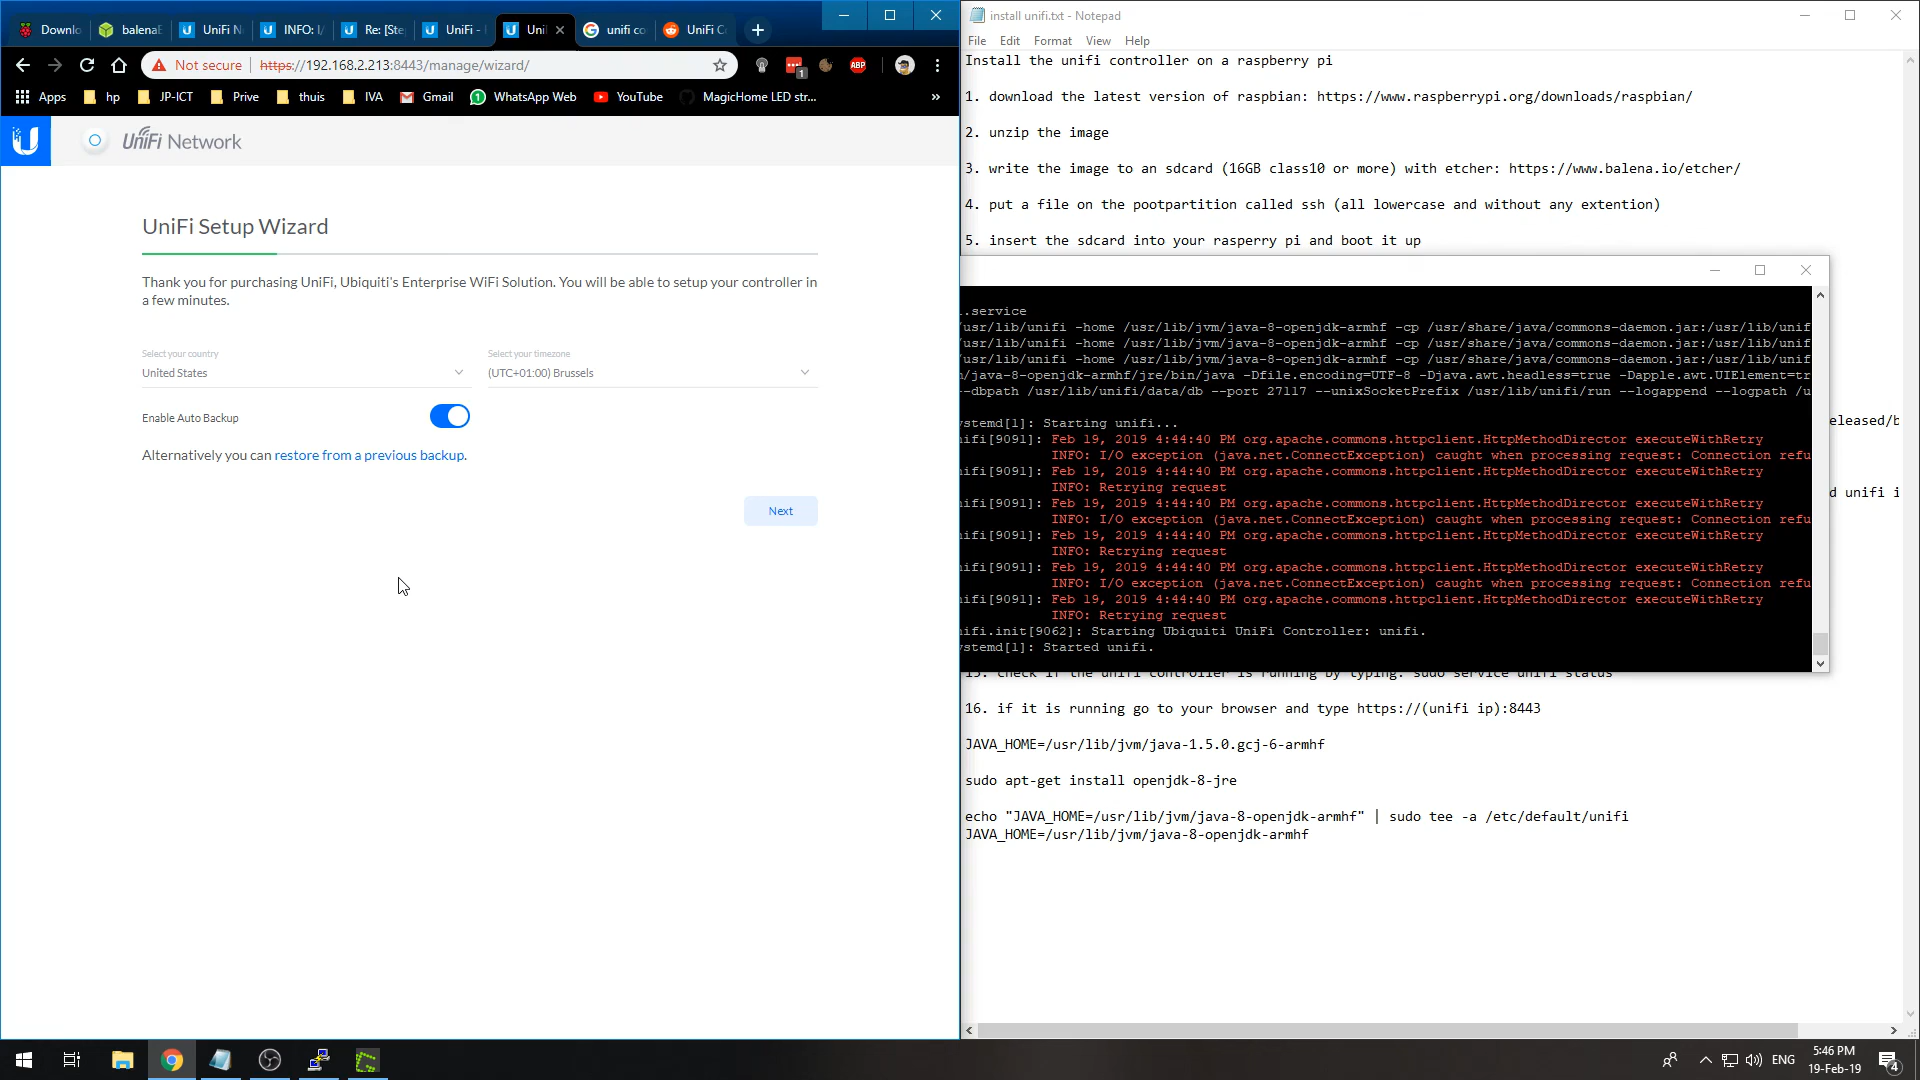 Downlo
balenaE
UniFi N
INFO: I/
Re: [Ste
UniFi -
Uni
unifi co
UniFi C
Not secure
https://192.168.2.213:8443/manage/wizard/
1
ABP
Apps
hp
JP-ICT
Prive
thuis
IVA
Gmail
WhatsApp Web
YouTube
MagicHome LED str...
»
UniFi Network
UniFi Setup Wizard
Thank you for purchasing UniFi, Ubiquiti's Enterprise WiFi Solution. You will be able to setup your controller in
a few minutes.
Select your country
United States
Select your timezone
(UTC+01:00) Brussels
Enable Auto Backup
Alternatively you can restore from a previous backup.
Next
install unifi.txt - Notepad
File Edit Format View Help
Install the unifi controller on a raspberry pi
1. download the latest version of raspbian: https://www.raspberrypi.org/downloads/raspbian/
2. unzip the image
3. write the image to an sdcard (16GB class10 or more) with etcher: https://www.balena.io/etcher/
4. put a file on the pootpartition called ssh (all lowercase and without any extention)
5. insert the sdcard into your rasperry pi and boot it up
.service
/usr/lib/unifi -home /usr/lib/jvm/java-8-openjdk-armhf -cp /usr/share/java/commons-daemon.jar:/usr/lib/unif
/usr/lib/unifi -home /usr/lib/jvm/java-8-openjdk-armhf -cp /usr/share/java/commons-daemon.jar:/usr/lib/unif
/usr/lib/unifi -home /usr/lib/jvm/java-8-openjdk-armhf -cp /usr/share/java/commons-daemon.jar:/usr/lib/unif
m/java-8-openjdk-armhf/jre/bin/java -Dfile.encoding=UTF-8 -Djava.awt.headless=true -Dapple.awt.UIElement=tr
--dbpath /usr/lib/unifi/data/db --port 27117 --unixSocketPrefix /usr/lib/unifi/run --logappend --logpath /u
ystemd[1]: Starting unifi...
nifi[9091]: Feb 19, 2019 4:44:40 PM org.apache.commons.httpclient.HttpMethodDirector executeWithRetry
INFO: I/O exception (java.net.ConnectException) caught when processing request: Connection refu
nifi[9091]: Feb 19, 2019 4:44:40 PM org.apache.commons.httpclient.HttpMethodDirector executeWithRetry
INFO: Retrying request
nifi[9091]: Feb 19, 2019 4:44:40 PM org.apache.commons.httpclient.HttpMethodDirector executeWithRetry
INFO: I/O exception (java.net.ConnectException) caught when processing request: Connection refu
nifi[9091]: Feb 19, 2019 4:44:40 PM org.apache.commons.httpclient.HttpMethodDirector executeWithRetry
INFO: Retrying request
nifi[9091]: Feb 19, 2019 4:44:40 PM org.apache.commons.httpclient.HttpMethodDirector executeWithRetry
INFO: I/O exception (java.net.ConnectException) caught when processing request: Connection refu
nifi[9091]: Feb 19, 2019 4:44:40 PM org.apache.commons.httpclient.HttpMethodDirector executeWithRetry
INFO: Retrying request
nifi.init[9062]: Starting Ubiquiti UniFi Controller: unifi.
ystemd[1]: Started unifi.
eleased/b
d unifi i
15. check if the unifi controller is running by typing: sudo service unifi status
16. if it is running go to your browser and type https://(unifi ip):8443
JAVA_HOME=/usr/lib/jvm/java-1.5.0.gcj-6-armhf
sudo apt-get install openjdk-8-jre
echo "JAVA_HOME=/usr/lib/jvm/java-8-openjdk-armhf" | sudo tee -a /etc/default/unifi
JAVA_HOME=/usr/lib/jvm/java-8-openjdk-armhf
ENG
5:46 PM
19-Feb-19
4